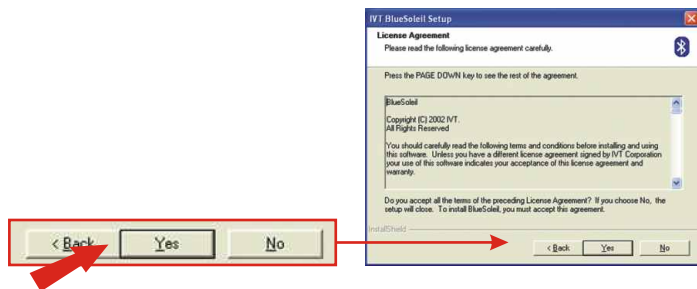 IVT BlueSoleil Setup
License Agreement
Please read the following license agreement carefully.
Press the PAGE DOWN key to see the rest of the agreement.
BlueSoleil
Copyright (C) 2002 IVT.
All Rights Reserved
You should carefully read the following terms and conditions before installing and using
this software. Unless you have a different license agreement signed by IVT Corporation
your use of this software indicates your acceptance of this license agreement and
warranty.
Do you accept all the terms of the preceding License Agreement? If you choose No, the
setup will close. To install BlueSoleil, you must accept this agreement.
InstallShield
< Back Yes No
< Back Yes No